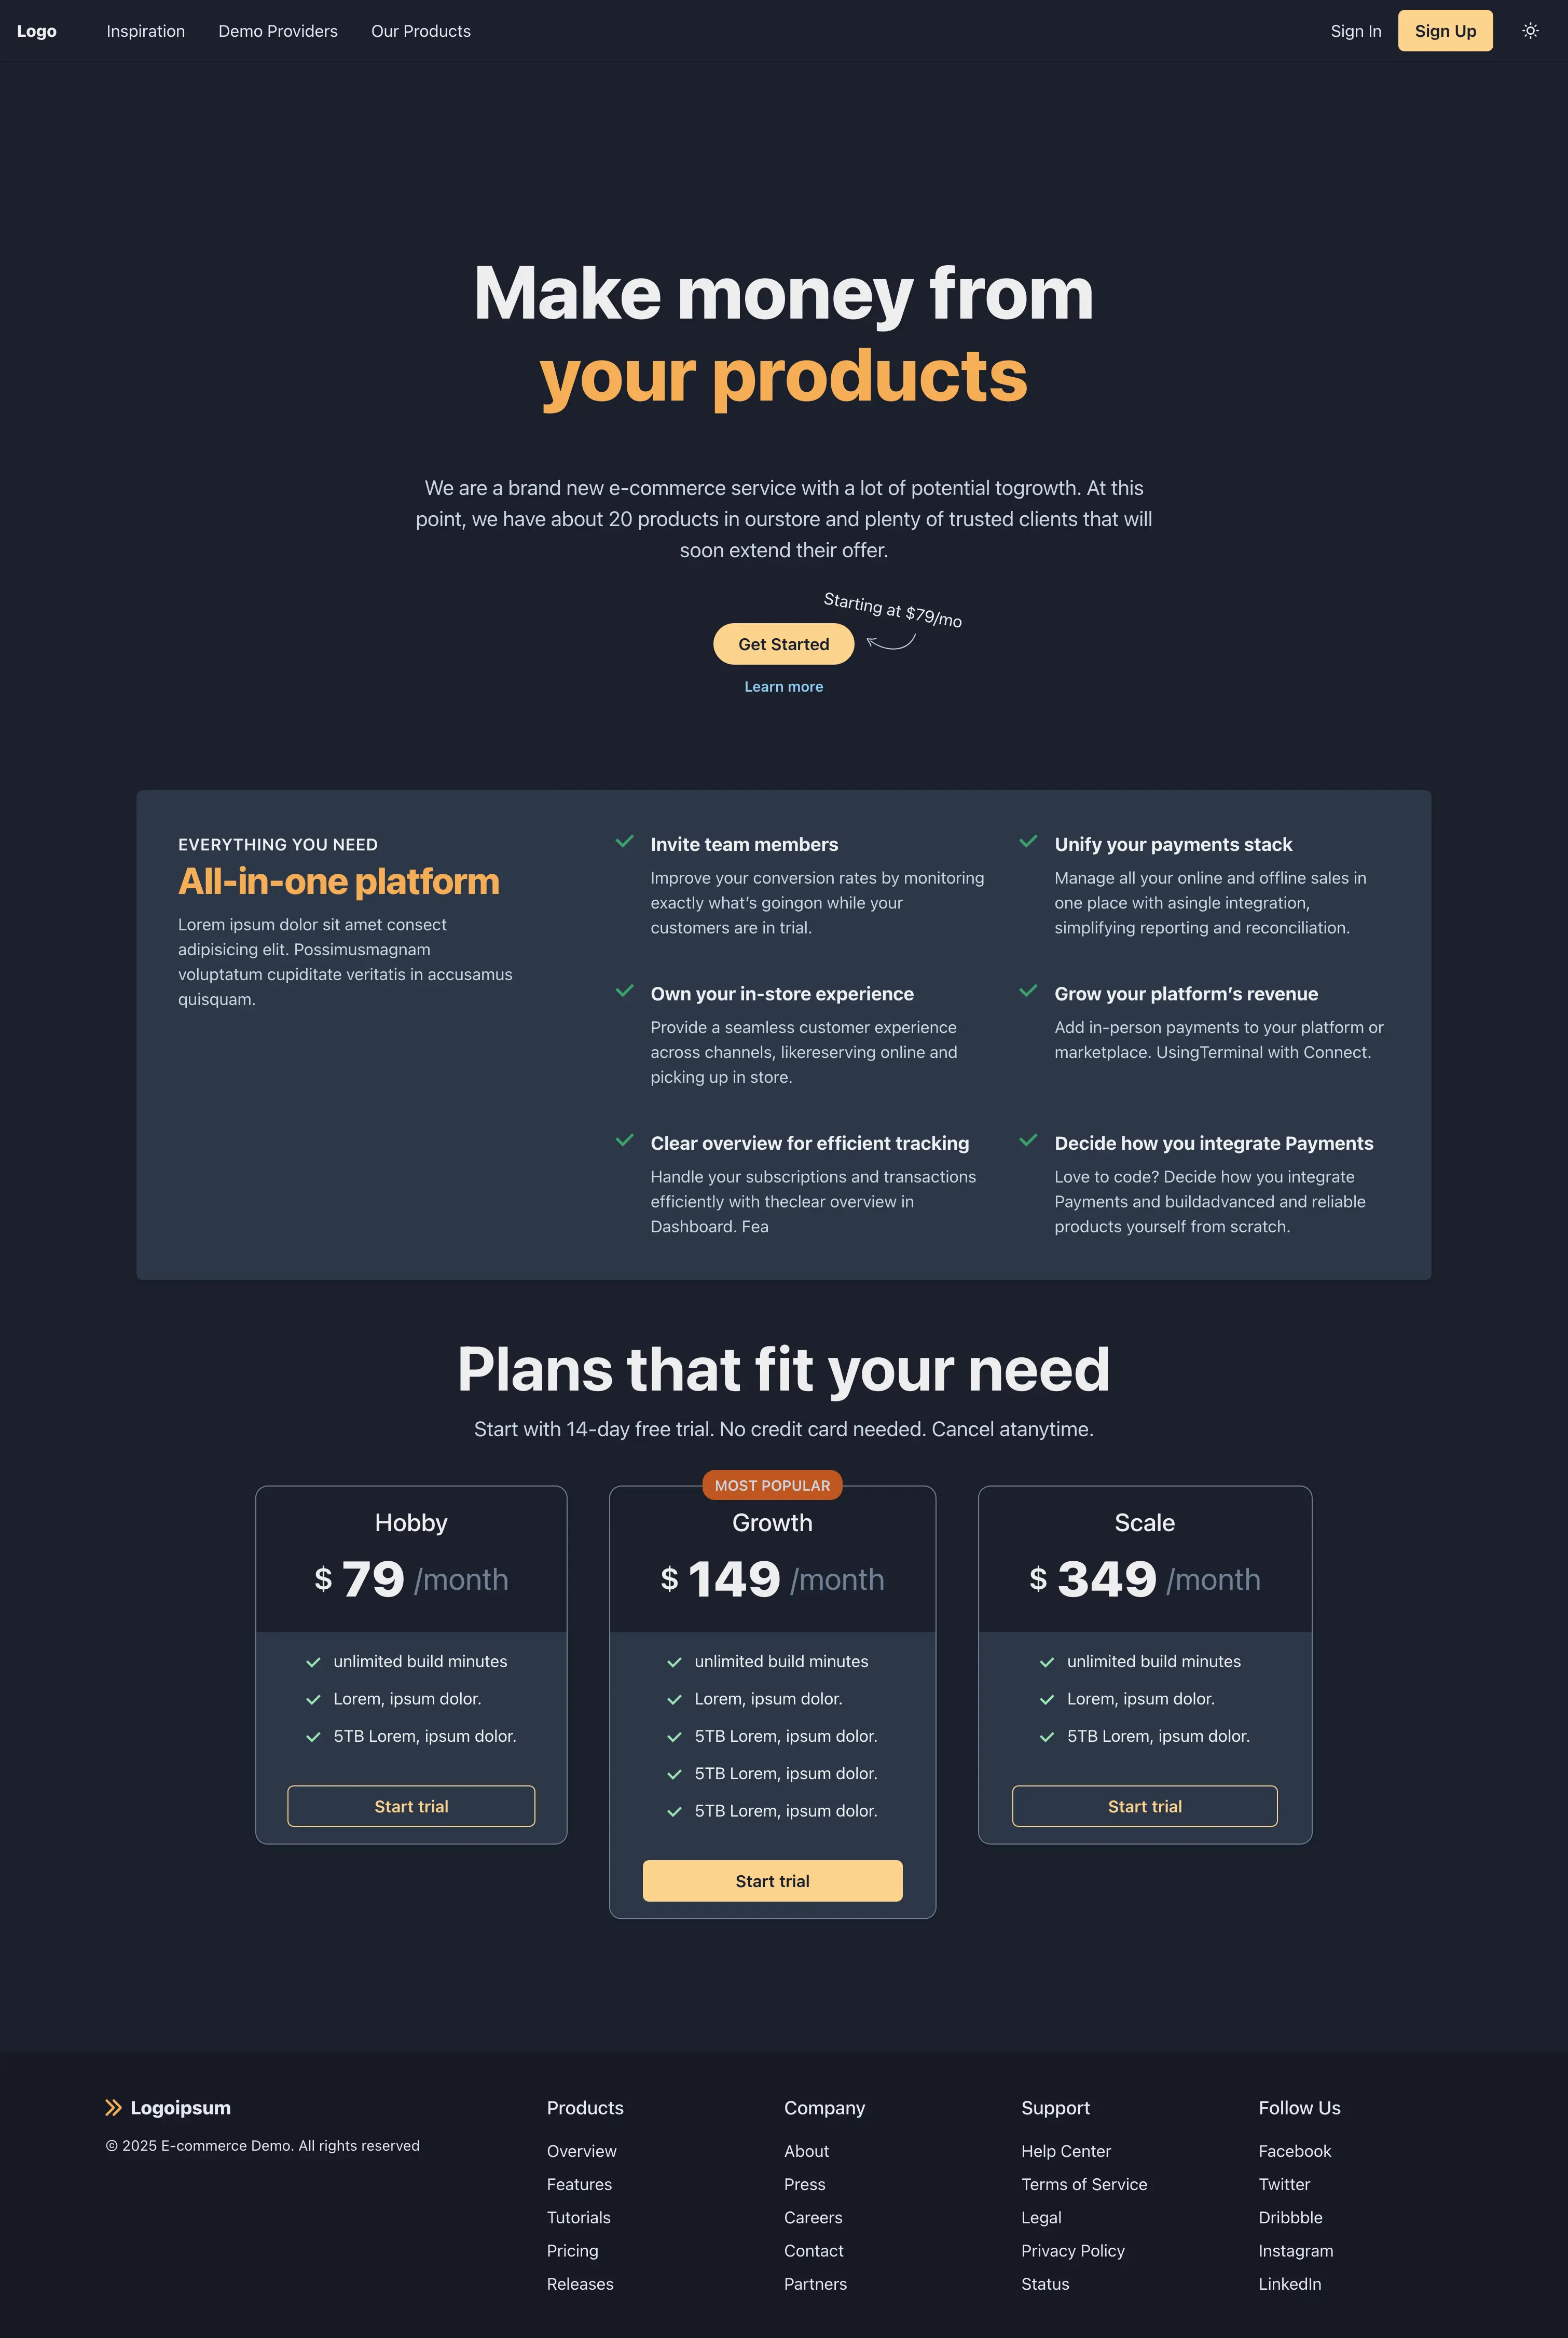 Logo
Inspiration
Demo Providers
Our Products
Sign In
Sign Up
Make money from
your products
We are a brand new e-commerce service with a lot of potential togrowth. At this
point, we have about 20 products in ourstore and plenty of trusted clients that will
soon extend their offer.
Starting at $79/mo
Get Started
Learn more
EVERYTHING YOU NEED
All-in-one platform
Lorem ipsum dolor sit amet consect
adipisicing elit. Possimusmagnam
voluptatum cupiditate veritatis in accusamus
quisquam.
Invite team members
Improve your conversion rates by monitoring
exactly what’s goingon while your
customers are in trial.
Unify your payments stack
Manage all your online and offline sales in
one place with asingle integration,
simplifying reporting and reconciliation.
Own your in-store experience
Provide a seamless customer experience
across channels, likereserving online and
picking up in store.
Grow your platform’s revenue
Add in-person payments to your platform or
marketplace. UsingTerminal with Connect.
Clear overview for efficient tracking
Handle your subscriptions and transactions
efficiently with theclear overview in
Dashboard. Fea
Decide how you integrate Payments
Love to code? Decide how you integrate
Payments and buildadvanced and reliable
products yourself from scratch.
Plans that fit your need
Start with 14-day free trial. No credit card needed. Cancel atanytime.
Hobby
$ 79 /month
unlimited build minutes
Lorem, ipsum dolor.
5TB Lorem, ipsum dolor.
Start trial
MOST POPULAR
Growth
$ 149 /month
unlimited build minutes
Lorem, ipsum dolor.
5TB Lorem, ipsum dolor.
5TB Lorem, ipsum dolor.
5TB Lorem, ipsum dolor.
Start trial
Scale
$ 349 /month
unlimited build minutes
Lorem, ipsum dolor.
5TB Lorem, ipsum dolor.
Start trial
Logoipsum
© 2025 E-commerce Demo. All rights reserved
Products
Overview
Features
Tutorials
Pricing
Releases
Company
About
Press
Careers
Contact
Partners
Support
Help Center
Terms of Service
Legal
Privacy Policy
Status
Follow Us
Facebook
Twitter
Dribbble
Instagram
LinkedIn